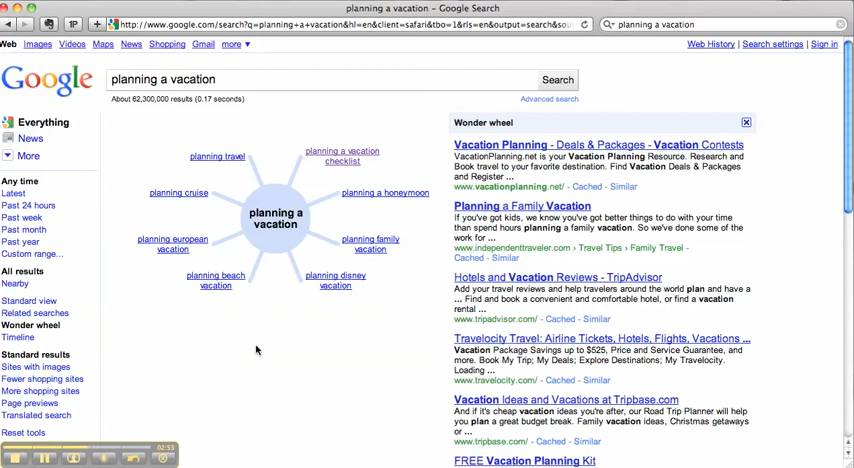 planning a vacation - Google Search
1P
http://www.google.com/search?q=planning+a+vacation&hl=en&client=safari&tbo=1&rls=en&output=search&sou
planning a vacation
Web Images Videos Maps News Shopping Gmail more ▼
Web History | Search settings | Sign in
Google
planning a vacation
Search
About 62,300,000 results (0.17 seconds)
Advanced search
Everything
News
More
Any time
Latest
Past 24 hours
Past week
Past month
Past year
Custom range...
All results
Nearby
Standard view
Related searches
Wonder wheel
Timeline
Standard results
Sites with images
Fewer shopping sites
More shopping sites
Page previews
Translated search
Reset tools
planning travel
planning a vacation
checklist
planning cruise
planning a honeymoon
planning a
vacation
planning european
vacation
planning family
vacation
planning beach
vacation
planning disney
vacation
Wonder wheel
Vacation Planning - Deals & Packages - Vacation Contests
VacationPlanning.net is your Vacation Planning Resource. Research and
Book your Trip Today. Find Vacation Deals & Packages
and Register ...
www.vacationplanning.net/ - Cached - Similar
Planning a Family Vacation
If you've got kids, we know you've got better things to do with your time
than spend hours planning a family vacation. So we've done some of the
work for ...
www.independenttraveler.com › Travel Tips › Family Travel -
Cached - Similar
Hotels and Vacation Reviews - TripAdvisor
Add your travel reviews and help travelers around the world plan and have a
... Find and book a convenient and comfortable hotel, or find a vacation
rental ...
www.tripadvisor.com/ - Cached - Similar
Travelocity Travel: Airline Tickets, Hotels, Flights, Vacations ...
Vacation Package Savings up to $525, Price and Service Guarantee, and
more. Book My Trip; My Deals; Explore Destinations; My Travelocity.
Loading ...
www.travelocity.com/ - Cached - Similar
Vacation Ideas and Vacations at Tripbase.com
And if it's cheap vacation ideas you're after, our Road Trip Planner will help
you plan a great budget break. Family vacation ideas, Christmas getaways
or ...
www.tripbase.com/ - Cached - Similar
FREE Vacation Planning Kit
02:53